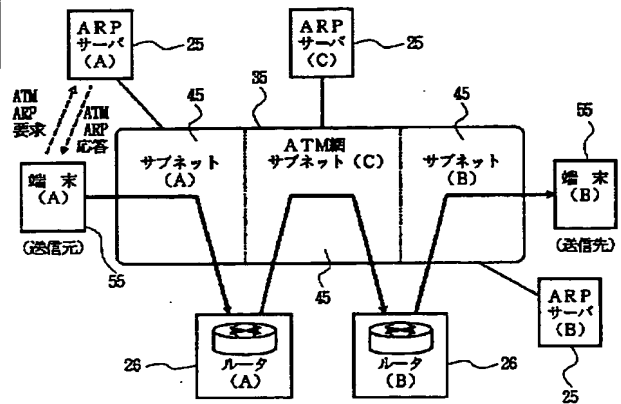 ARP
サーバ
(A)
25
ARP
サーバ
(C)
25
ATM
ARP
要求
ATM
ARP
応答
45
35
45
55
サブネット
(A)
ATM網
サブネット(C)
サブネット
(B)
端末
(A)
(送信元)
55
端末
(B)
(送信先)
45
ARP
サーバ
(B)
25
26
ルータ
(A)
ルータ
(B)
26